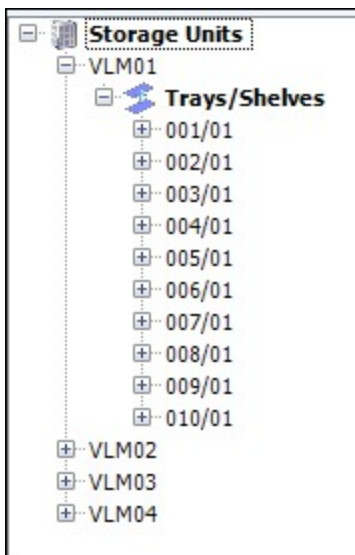 Storage Units
VLM01
Trays/Shelves
001/01
002/01
003/01
004/01
005/01
006/01
007/01
008/01
009/01
010/01
VLM02
VLM03
VLM04